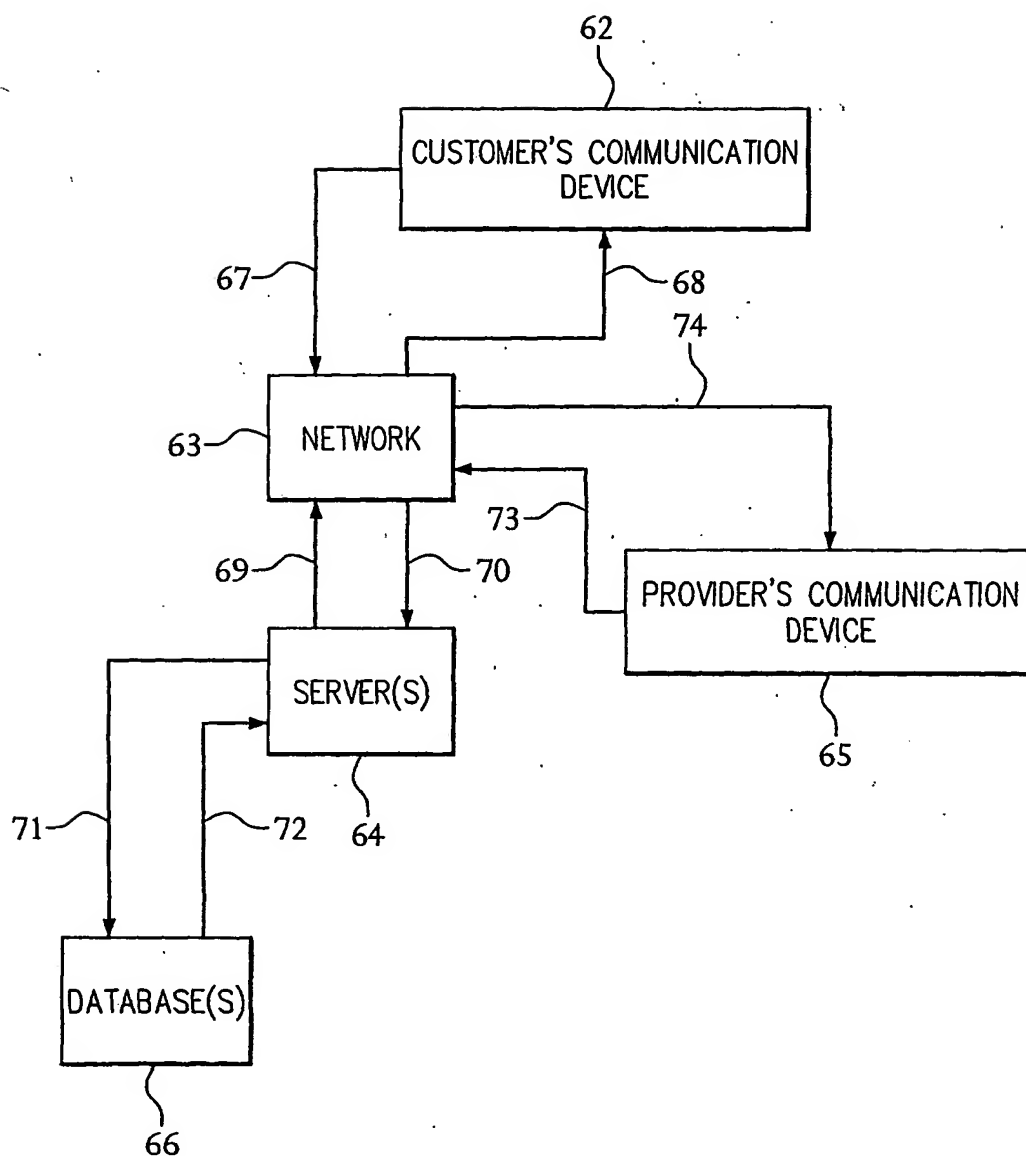 62
CUSTOMER'S COMMUNICATION
DEVICE
67
68
74
63
NETWORK
73
69
70
PROVIDER'S COMMUNICATION
DEVICE
SERVER(S)
65
71
72
64
DATABASE(S)
66